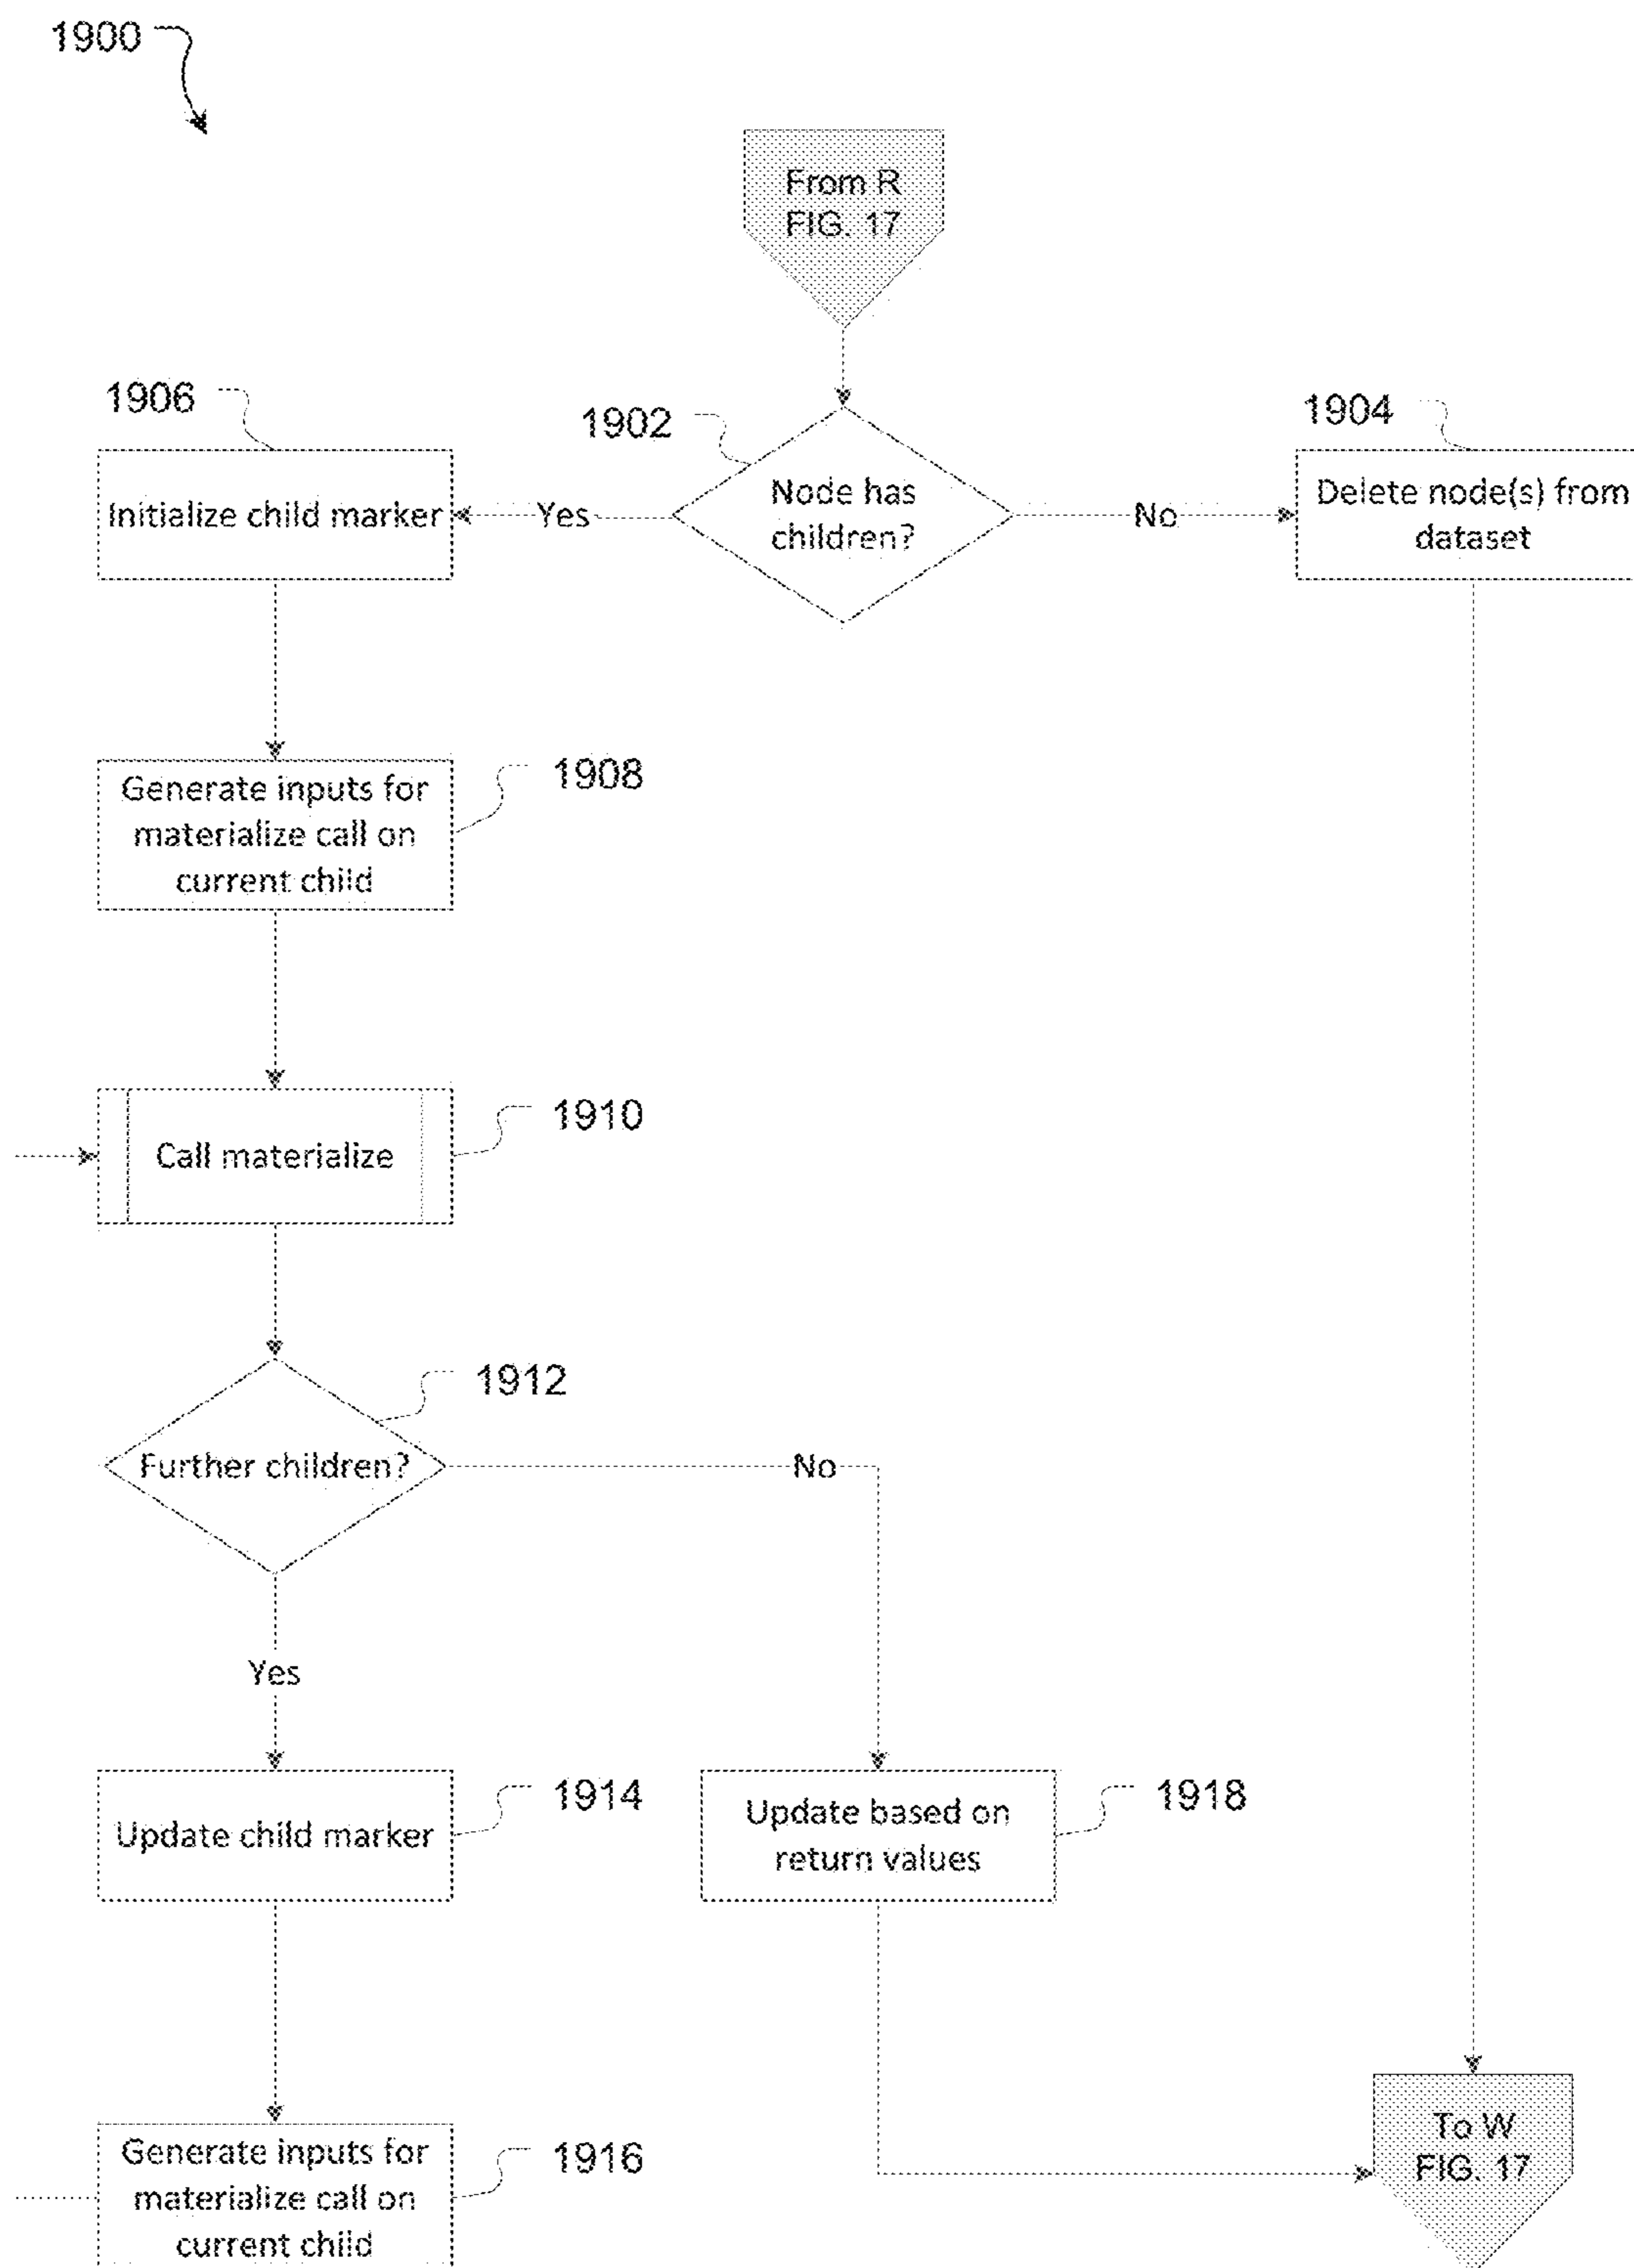 1900
From R
FIG. 17
1906
1902
1904
Initialize child marker
Yes
Node has
children?
No
Delete node(s) from
dataset
Generate inputs for
materialize call on
current child
1908
Call materialize
1910
1912
Further children?
No
Yes
Update child marker
1914
Update based on
return values
1918
Generate inputs for
materialize call on
current child
1916
To W
FIG. 17